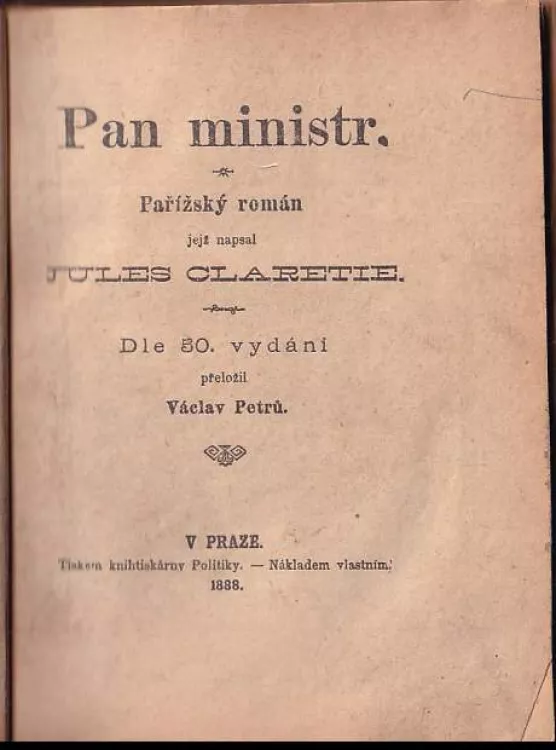 Pan ministr.
Pařížský román
jejž napsal
JULES CLARETIE.
Dle 50. vydání
přeložil
Václav Petrů.
V PRAZE.
Tiskem knihtiskárny Politiky. — Nákladem vlastním.
1888.